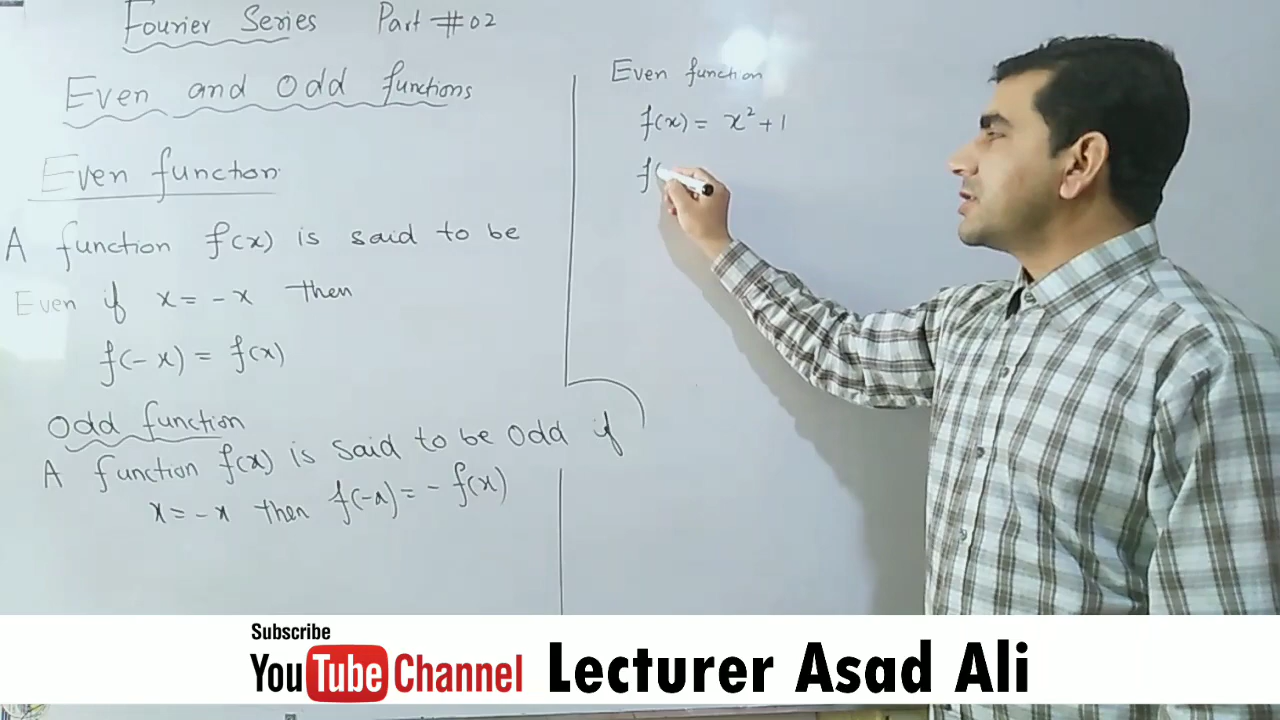 Fourier Series Part #02
Even and Odd functions
Even function
A function f(x) is said to be
Even if x = - x then
f(- x) = f(x)
Odd function
A function f(x) is said to be Odd if
x = - x then f(-x) = - f(x)
Even function
f(x) = x² + 1
f(
Subscribe
YouTube Channel
Lecturer Asad Ali